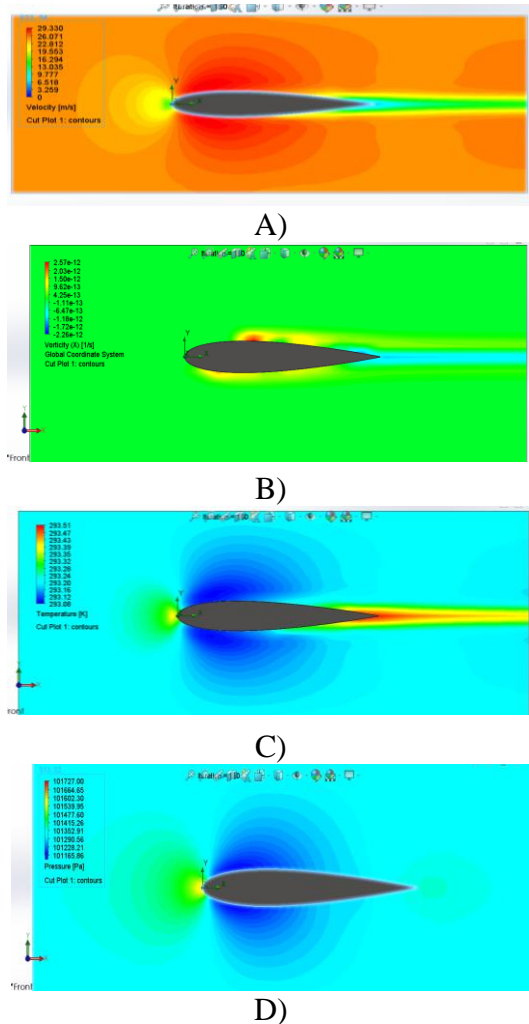 Iteration = 130
29.330
26.071
22.812
19.553
16.294
13.035
9.777
6.518
3.259
0
Velocity [m/s]
Cut Plot 1: contours
Y
X
A)
Iteration = 130
2.57e-12
2.03e-12
1.50e-12
9.62e-13
4.25e-13
-1.11e-13
-6.47e-13
-1.18e-12
-1.72e-12
-2.26e-12
Vorticity (X) [1/s]
Global Coordinate System
Cut Plot 1: contours
Y
X
Y
X
*Front
B)
293.51
293.47
293.43
293.39
293.35
293.32
293.28
293.24
293.20
293.16
293.12
293.08
Temperature [K]
Cut Plot 1: contours
Y
X
Y
X
ront
C)
101727.00
101664.65
101602.30
101539.95
101477.60
101415.26
101352.91
101290.56
101228.21
101165.86
Pressure [Pa]
Cut Plot 1: contours
Y
X
Y
X
*Front
D)